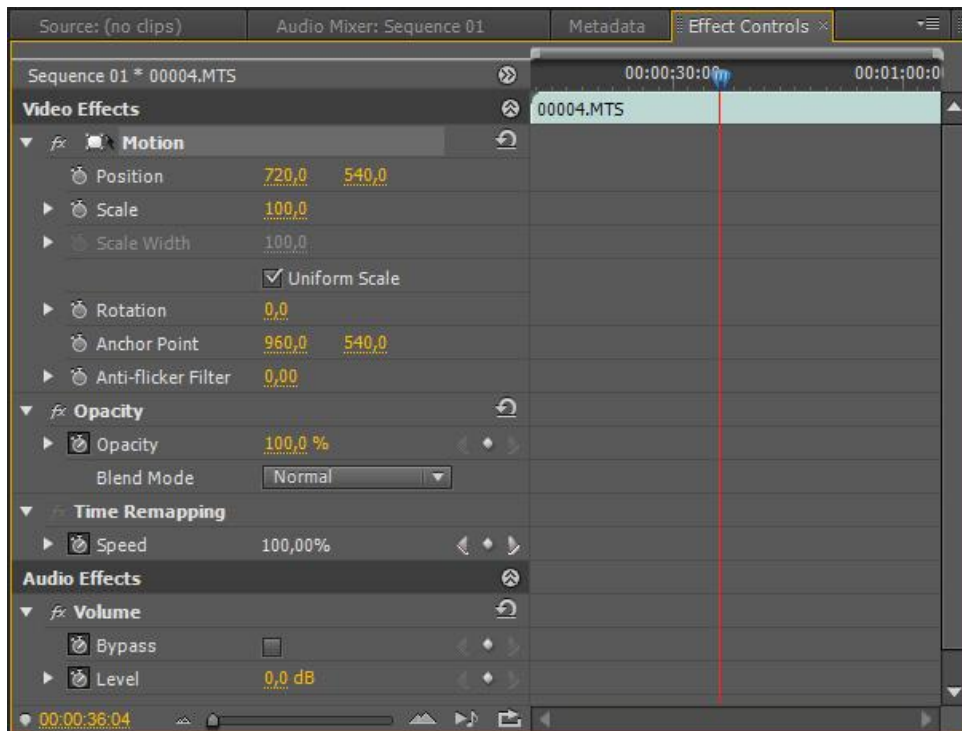 Source: (no clips) Audio Mixer: Sequence 01 Metadata Effect Controls
Sequence 01 * 00004.MTS 00:00:30:00 00:01:00:0
Video Effects 00004.MTS
fx Motion
Position 720,0 540,0
Scale 100,0
Scale Width 100,0
Uniform Scale
Rotation 0,0
Anchor Point 960,0 540,0
Anti-flicker Filter 0,00
fx Opacity
Opacity 100,0 %
Blend Mode Normal
fx Time Remapping
Speed 100,00%
Audio Effects
fx Volume
Bypass
Level 0,0 dB
00:00:36:04